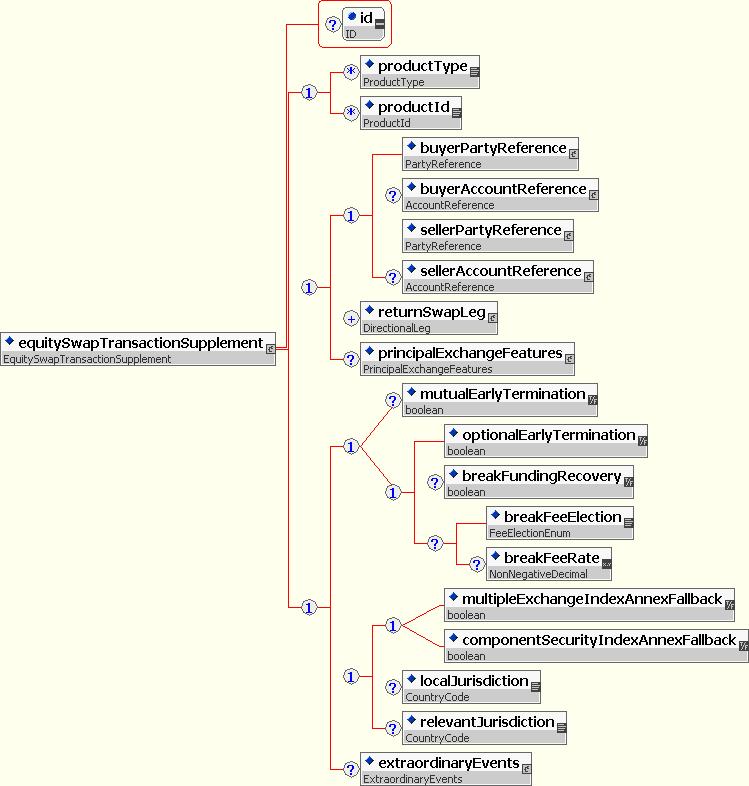 ?
id
ID
*
productType
ProductType
1
*
productId
ProductId
buyerPartyReference
PartyReference
?
buyerAccountReference
AccountReference
1
sellerPartyReference
PartyReference
?
sellerAccountReference
AccountReference
1
+
returnSwapLeg
DirectionalLeg
?
principalExchangeFeatures
PrincipalExchangeFeatures
equitySwapTransactionSupplement
EquitySwapTransactionSupplement
?
mutualEarlyTermination
boolean
1
optionalEarlyTermination
boolean
1
?
breakFundingRecovery
boolean
?
breakFeeElection
FeeElectionEnum
?
breakFeeRate
NonNegativeDecimal
1
multipleExchangeIndexAnnexFallback
boolean
1
componentSecurityIndexAnnexFallback
boolean
1
?
localJurisdiction
CountryCode
?
relevantJurisdiction
CountryCode
?
extraordinaryEvents
ExtraordinaryEvents